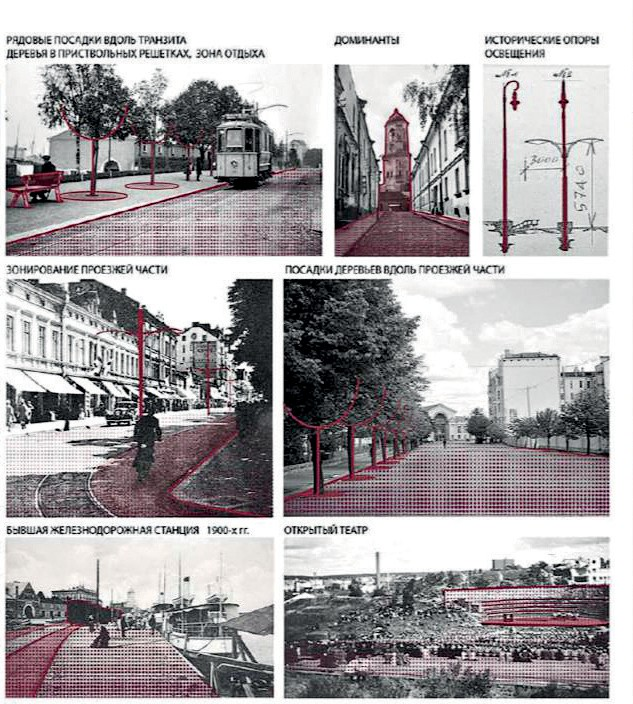 РЯДОВЫЕ ПОСАДКИ ВДОЛЬ ТРАНЗИТА
ДЕРЕВЬЯ В ПРИСТВОЛЬНЫХ РЕШЕТКАХ, ЗОНА ОТДЫХА
ДОМИНАНТЫ
ИСТОРИЧЕСКИЕ ОПОРЫ
ОСВЕЩЕНИЯ
№1 №2
3000
5740
ЗОНИРОВАНИЕ ПРОЕЗЖЕЙ ЧАСТИ
ПОСАДКИ ДЕРЕВЬЕВ ВДОЛЬ ПРОЕЗЖЕЙ ЧАСТИ
БЫВШАЯ ЖЕЛЕЗНОДОРОЖНАЯ СТАНЦИЯ 1900-х гг.
ОТКРЫТЫЙ ТЕАТР